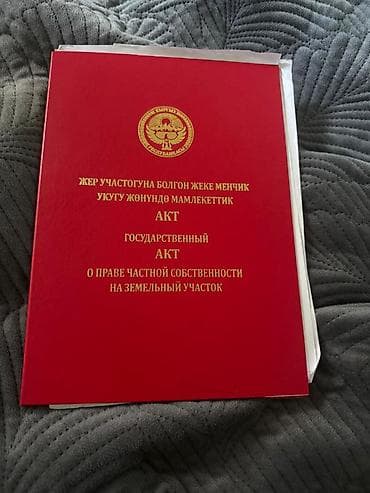 ЖЕР УЧАСТОГУНА БОЛГОН ЖЕКЕ МЕНЧИК
УКУГУ ЖӨНҮНДӨ МАМЛЕКЕТТИК
АКТ
ГОСУДАРСТВЕННЫЙ
АКТ
О ПРАВЕ ЧАСТНОЙ СОБСТВЕННОСТИ
НА ЗЕМЕЛЬНЫЙ УЧАСТОК